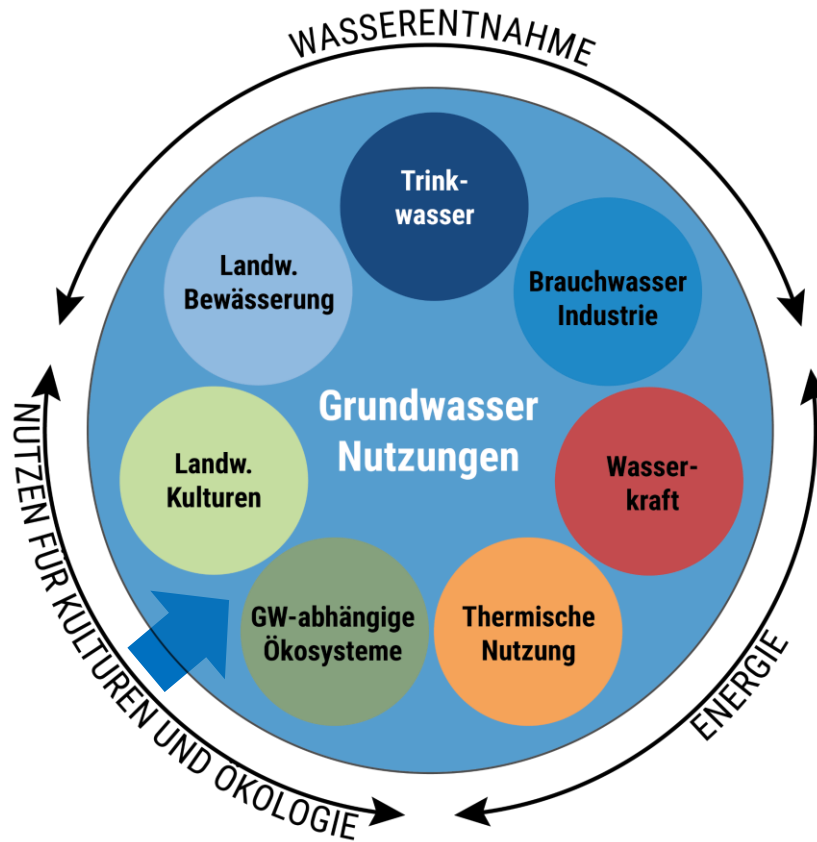 WASSERENTNAHME
Trink-
wasser
Landw.
Bewässerung
Brauchwasser
Industrie
Grundwasser
Nutzungen
Landw.
Kulturen
Wasser-
kraft
GW-abhängige
Ökosysteme
Thermische
Nutzung
NUTZEN FÜR KULTUREN UND ÖKOLOGIE
ENERGIE